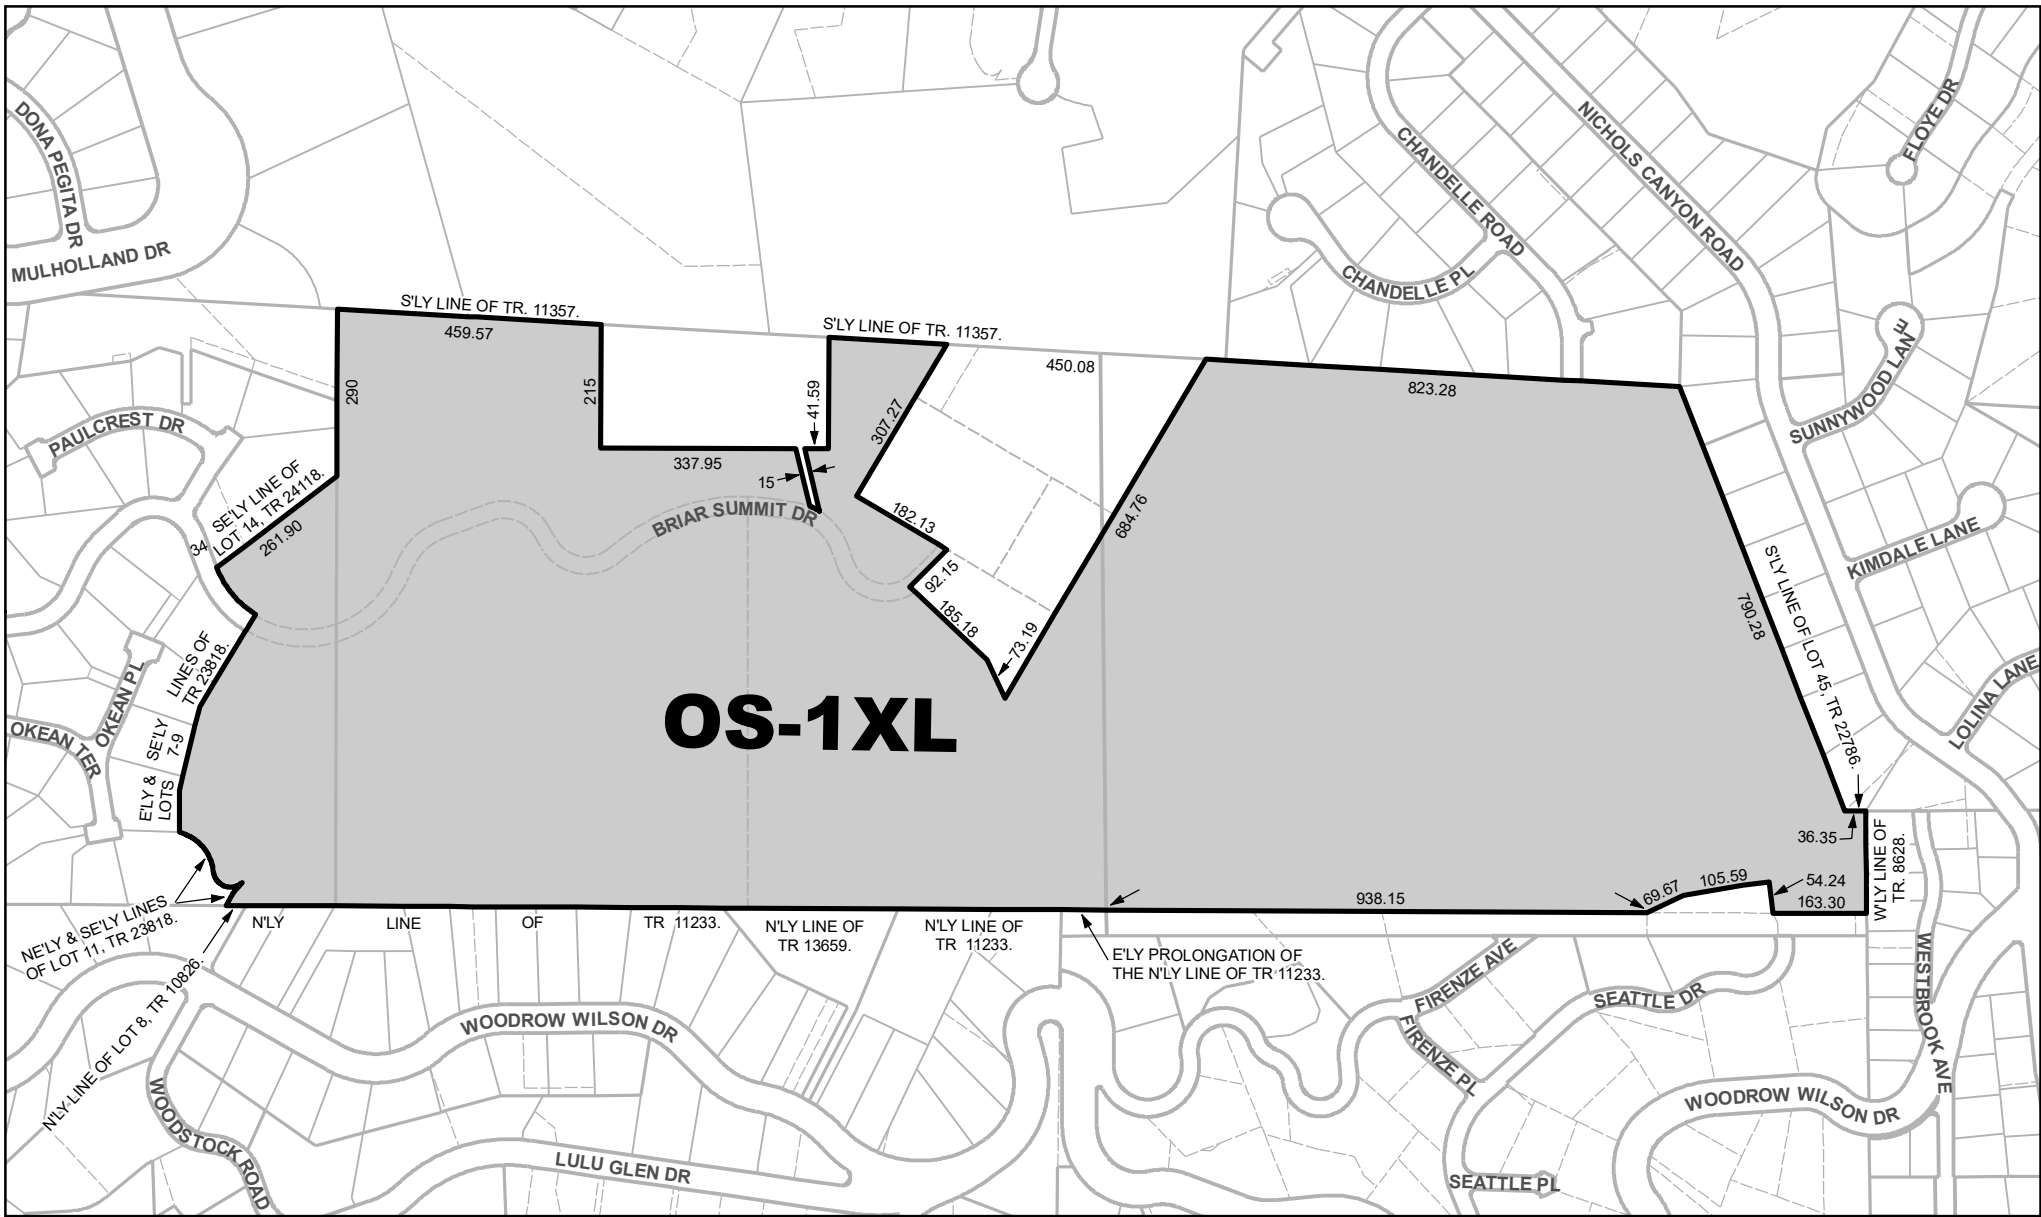 DONA PEGITA DR
MULHOLLAND DR
NICHOLS CANYON ROAD
FLOYE DR
CHANDELLE ROAD
CHANDELLE PL
S'LY LINE OF TR. 11357.
459.57
S'LY LINE OF TR. 11357.
450.08
823.28
290
215
41.59
307.27
SUNNYWOOD LANE
PAULCREST DR
337.95
15
SE'LY LINE OF
LOT 14, TR 24118.
34
261.90
BRIAR SUMMIT DR
182.13
684.76
92.15
185.18
73.19
KIMDALE LANE
S'LY LINE OF LOT 45, TR 22786.
790.28
LINES OF
TR 23818.
OKEAN PL
OKEAN TER
E'LY & SE'LY
LOTS 7-9
OS-1XL
LOLINA LANE
36.35
W'LY LINE OF
TR. 8628.
NE'LY & SE'LY LINES
OF LOT 11, TR 23818.
N'LY LINE OF LOT 8, TR 10826.
N'LY LINE OF TR 11233.
N'LY LINE OF
TR 13659.
N'LY LINE OF
TR 11233.
938.15
69.67
105.59
54.24
163.30
E'LY PROLONGATION OF
THE N'LY LINE OF TR 11233.
WESTBROOK AVE
FIRENZE AVE
SEATTLE DR
FIRENZE PL
WOODROW WILSON DR
WOODROW WILSON DR
WOODSTOCK ROAD
LULU GLEN DR
SEATTLE PL